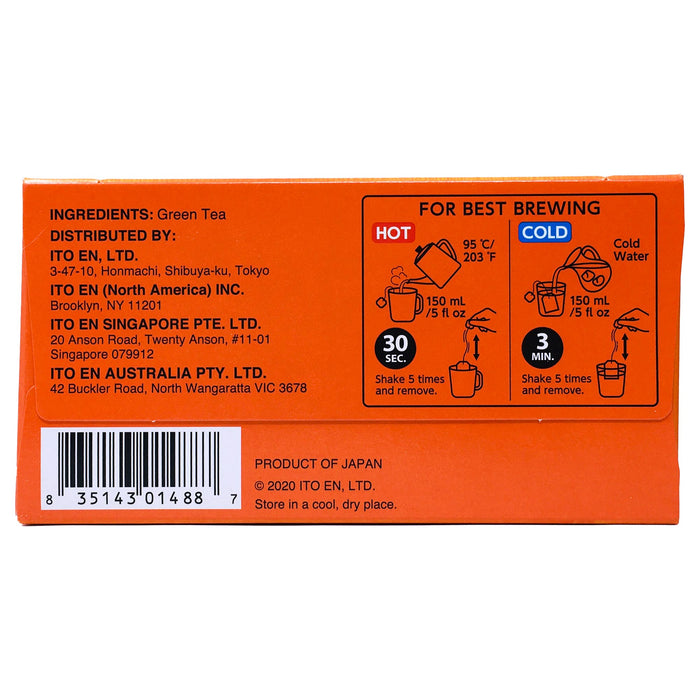 INGREDIENTS: Green Tea
DISTRIBUTED BY:
ITO EN, LTD.
3-47-10, Honmachi, Shibuya-ku, Tokyo
ITO EN (North America) INC.
Brooklyn, NY 11201
ITO EN SINGAPORE PTE. LTD.
20 Anson Road, Twenty Anson, #11-01
Singapore 079912
ITO EN AUSTRALIA PTY. LTD.
42 Buckler Road, North Wangaratta VIC 3678
FOR BEST BREWING
HOT
95 ℃/
203 ℉
150 mL
/5 fl oz
30
SEC.
Shake 5 times
and remove.
COLD
Cold
Water
150 mL
/5 fl oz
3
MIN.
Shake 5 times
and remove.
8 35143 01488 7
PRODUCT OF JAPAN
© 2020 ITO EN, LTD.
Store in a cool, dry place.